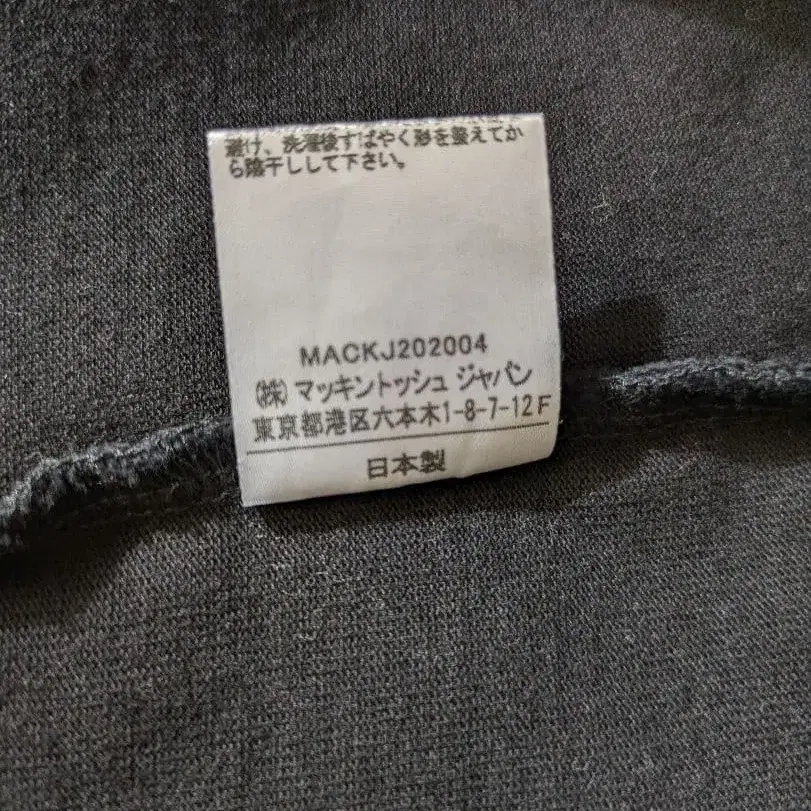 避け、洗濯後すばやく形を整えてか
ら陰干しして下さい。
MACKJ202004
㈱ マッキントッシュ ジャパン
東京都港区六本木1-8-7-12F
日本製